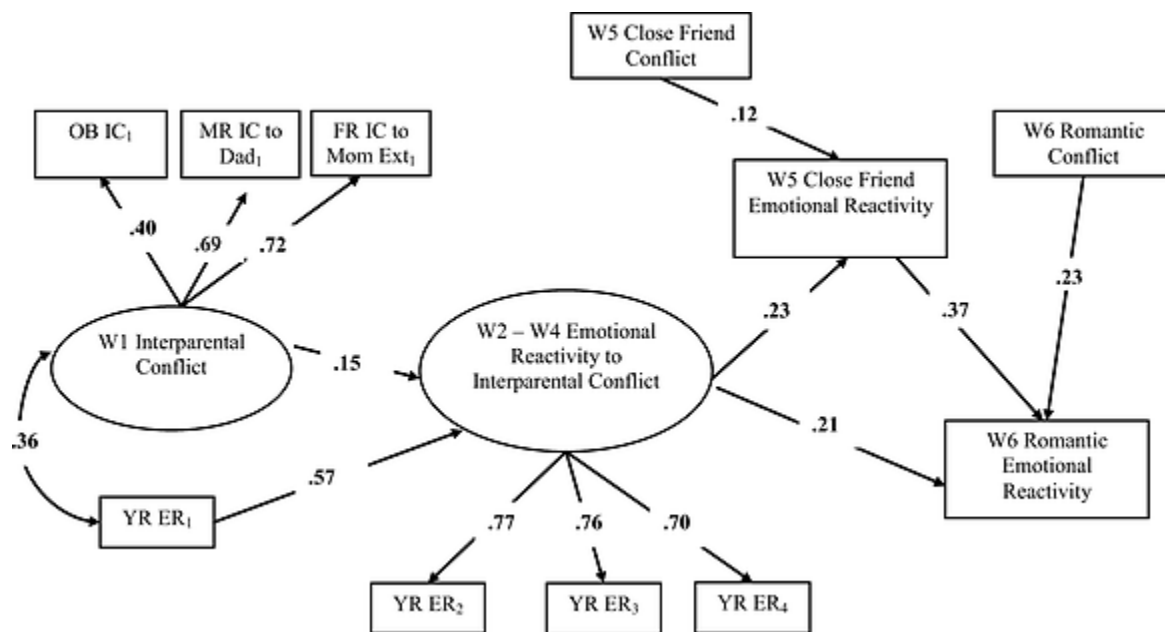 W5 Close Friend
Conflict
.12
OB IC₁
MR IC to
Dad₁
FR IC to
Mom Ext₁
W6 Romantic
Conflict
W5 Close Friend
Emotional Reactivity
.40
.69
.72
.23
.23
.37
W1 Interparental
Conflict
.15
W2 – W4 Emotional
Reactivity to
Interparental Conflict
.36
.57
.21
W6 Romantic
Emotional
Reactivity
YR ER₁
.77
.76
.70
YR ER₂
YR ER₃
YR ER₄